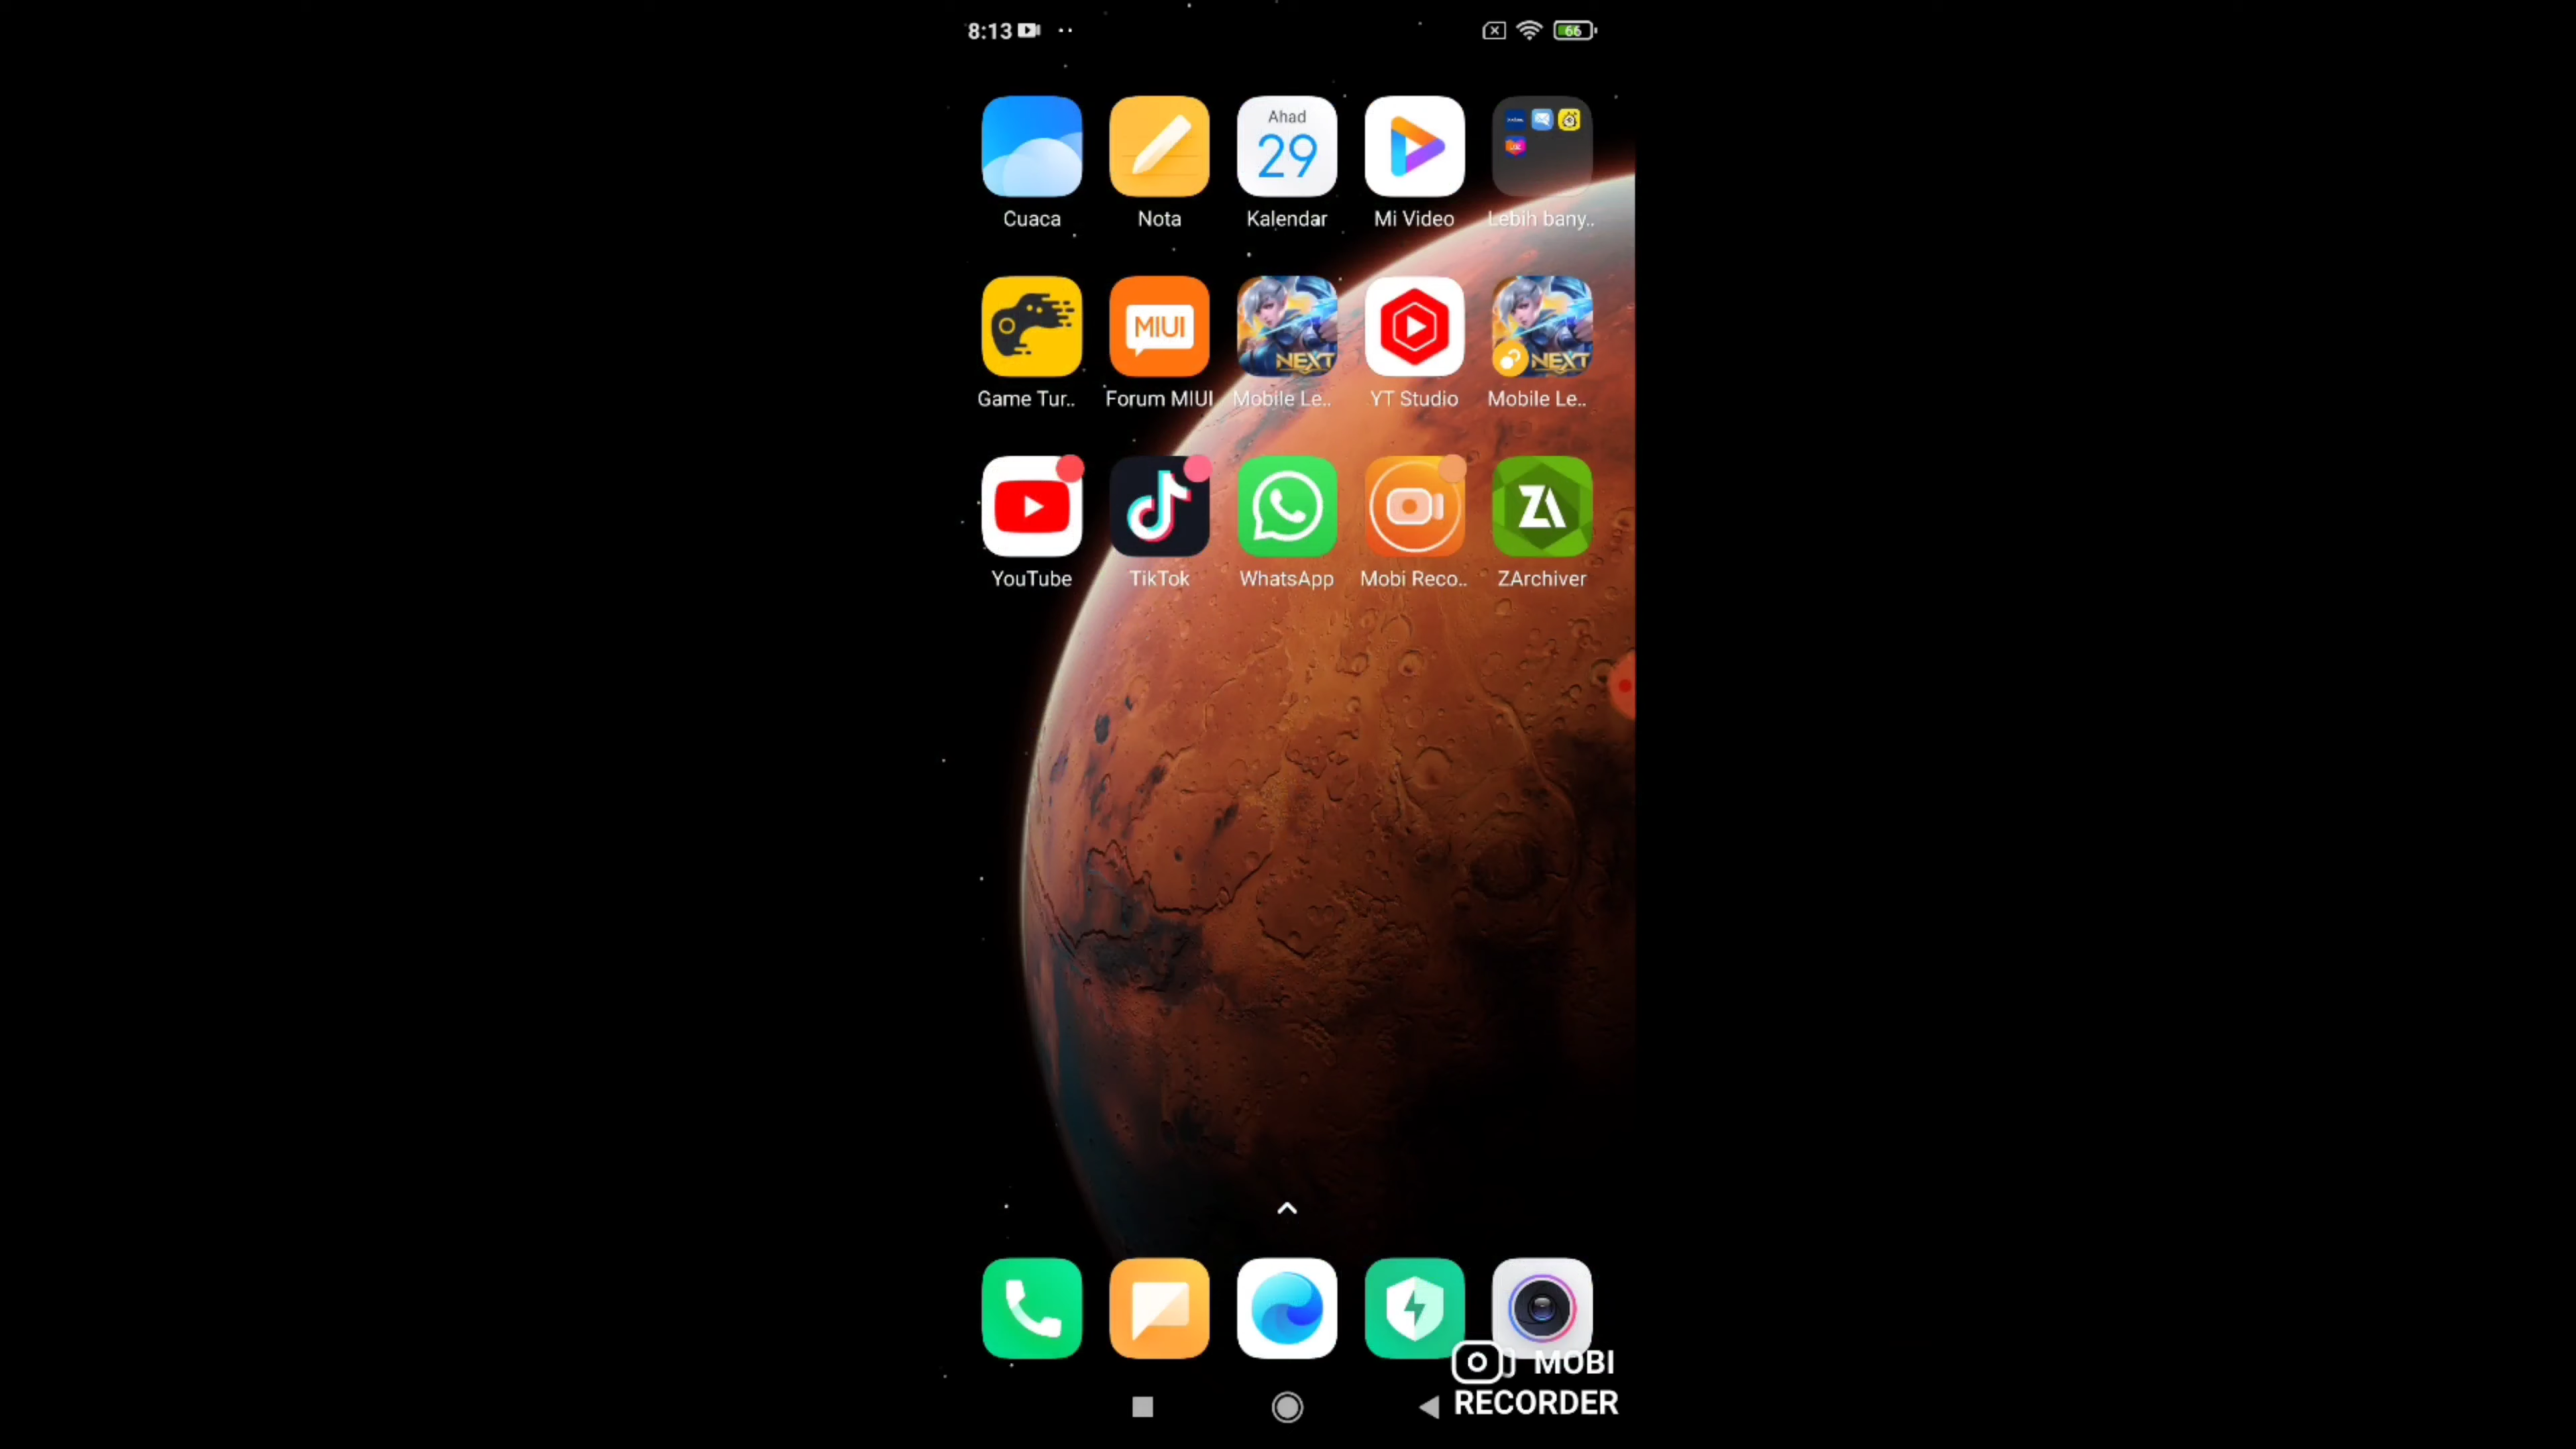 8:13
66
Ahad
29
Cuaca
Nota
Kalendar
Mi Video
Lebih bany..
MIUI
NEXT
NEXT
Game Tur..
Forum MIUI
Mobile Le..
YT Studio
Mobile Le..
ZA
YouTube
TikTok
WhatsApp
Mobi Reco..
ZArchiver
MOBI
RECORDER